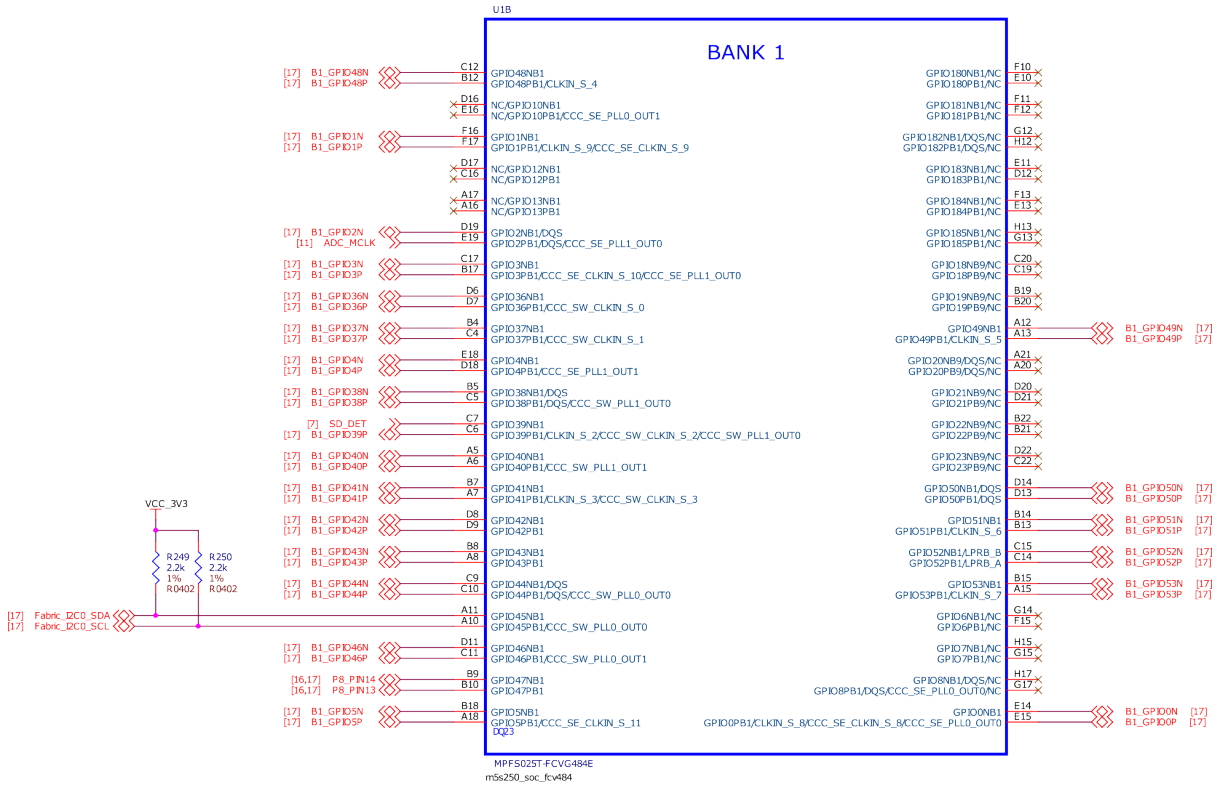 U1B
BANK 1
[17] B1_GPIO48N C12 GPIO48NB1
[17] B1_GPIO48P B12 GPIO48PB1/CLKIN_S_4
D16 NC/GPIO10NB1
E16 NC/GPIO10PB1/CCC_SE_PLL0_OUT1
[17] B1_GPIO1N F16 GPIO1NB1
[17] B1_GPIO1P F17 GPIO1PB1/CLKIN_S_9/CCC_SE_CLKIN_S_9
D17 NC/GPIO12NB1
C16 NC/GPIO12PB1
A17 NC/GPIO13NB1
A16 NC/GPIO13PB1
[17] B1_GPIO2N D19 GPIO2NB1/DQS
[11] ADC_MCLK E19 GPIO2PB1/DQS/CCC_SE_PLL1_OUT0
[17] B1_GPIO3N C17 GPIO3NB1
[17] B1_GPIO3P B17 GPIO3PB1/CCC_SE_CLKIN_S_10/CCC_SE_PLL1_OUT0
[17] B1_GPIO36N D6 GPIO36NB1
[17] B1_GPIO36P D7 GPIO36PB1/CCC_SW_CLKIN_S_0
[17] B1_GPIO37N B4 GPIO37NB1
[17] B1_GPIO37P C4 GPIO37PB1/CCC_SW_CLKIN_S_1
[17] B1_GPIO4N E18 GPIO4NB1
[17] B1_GPIO4P D18 GPIO4PB1/CCC_SE_PLL1_OUT1
[17] B1_GPIO38N B5 GPIO38NB1/DQS
[17] B1_GPIO38P C5 GPIO38PB1/DQS/CCC_SW_PLL1_OUT0
[7] SD_DET C7 GPIO39NB1
[17] B1_GPIO39P C6 GPIO39PB1/CLKIN_S_2/CCC_SW_CLKIN_S_2/CCC_SW_PLL1_OUT0
[17] B1_GPIO40N A5 GPIO40NB1
[17] B1_GPIO40P A6 GPIO40PB1/CCC_SW_PLL1_OUT1
[17] B1_GPIO41N B7 GPIO41NB1
[17] B1_GPIO41P A7 GPIO41PB1/CLKIN_S_3/CCC_SW_CLKIN_S_3
[17] B1_GPIO42N D8 GPIO42NB1
[17] B1_GPIO42P D9 GPIO42PB1
[17] B1_GPIO43N B8 GPIO43NB1
[17] B1_GPIO43P A8 GPIO43PB1
[17] B1_GPIO44N C9 GPIO44NB1/DQS
[17] B1_GPIO44P C10 GPIO44PB1/DQS/CCC_SW_PLL0_OUT0
VCC_3V3
R249
2.2k
1%
R0402
R250
2.2k
1%
R0402
[17] Fabric_I2C0_SDA A11 GPIO45NB1
[17] Fabric_I2C0_SCL A10 GPIO45PB1/CCC_SW_PLL0_OUT0
[17] B1_GPIO46N D11 GPIO46NB1
[17] B1_GPIO46P C11 GPIO46PB1/CCC_SW_PLL0_OUT1
[16,17] P8_PIN14 B9 GPIO47NB1
[16,17] P8_PIN13 B10 GPIO47PB1
[17] B1_GPIO5N B18 GPIO5NB1
[17] B1_GPIO5P A18 GPIO5PB1/CCC_SE_CLKIN_S_11
DQ23
GPIO180NB1/NC F10
GPIO180PB1/NC E10
GPIO181NB1/NC F11
GPIO181PB1/NC F12
GPIO182NB1/DQS/NC G12
GPIO182PB1/DQS/NC H12
GPIO183NB1/NC E11
GPIO183PB1/NC D12
GPIO184NB1/NC F13
GPIO184PB1/NC E13
GPIO185NB1/NC H13
GPIO185PB1/NC G13
GPIO18NB9/NC C20
GPIO18PB9/NC C19
GPIO19NB9/NC B19
GPIO19PB9/NC B20
GPIO49NB1 A12 B1_GPIO49N [17]
GPIO49PB1/CLKIN_S_5 A13 B1_GPIO49P [17]
GPIO20NB9/DQS/NC A21
GPIO20PB9/DQS/NC A20
GPIO21NB9/NC D20
GPIO21PB9/NC D21
GPIO22NB9/NC B22
GPIO22PB9/NC B21
GPIO23NB9/NC D22
GPIO23PB9/NC C22
GPIO50NB1/DQS D14 B1_GPIO50N [17]
GPIO50PB1/DQS D13 B1_GPIO50P [17]
GPIO51NB1 B14 B1_GPIO51N [17]
GPIO51PB1/CLKIN_S_6 B13 B1_GPIO51P [17]
GPIO52NB1/LPRB_B C15 B1_GPIO52N [17]
GPIO52PB1/LPRB_A C14 B1_GPIO52P [17]
GPIO53NB1 B15 B1_GPIO53N [17]
GPIO53PB1/CLKIN_S_7 A15 B1_GPIO53P [17]
GPIO6NB1/NC G14
GPIO6PB1/NC F15
GPIO7NB1/NC H15
GPIO7PB1/NC G15
GPIO8NB1/DQS/NC H17
GPIO8PB1/DQS/CCC_SE_PLL0_OUT0/NC G17
GPIO0NB1 E14 B1_GPIO0N [17]
GPIO0PB1/CLKIN_S_8/CCC_SE_CLKIN_S_8/CCC_SE_PLL0_OUT0 E15 B1_GPIO0P [17]
MPFS025T-FCVG484E
m5s250_soc_fcv484